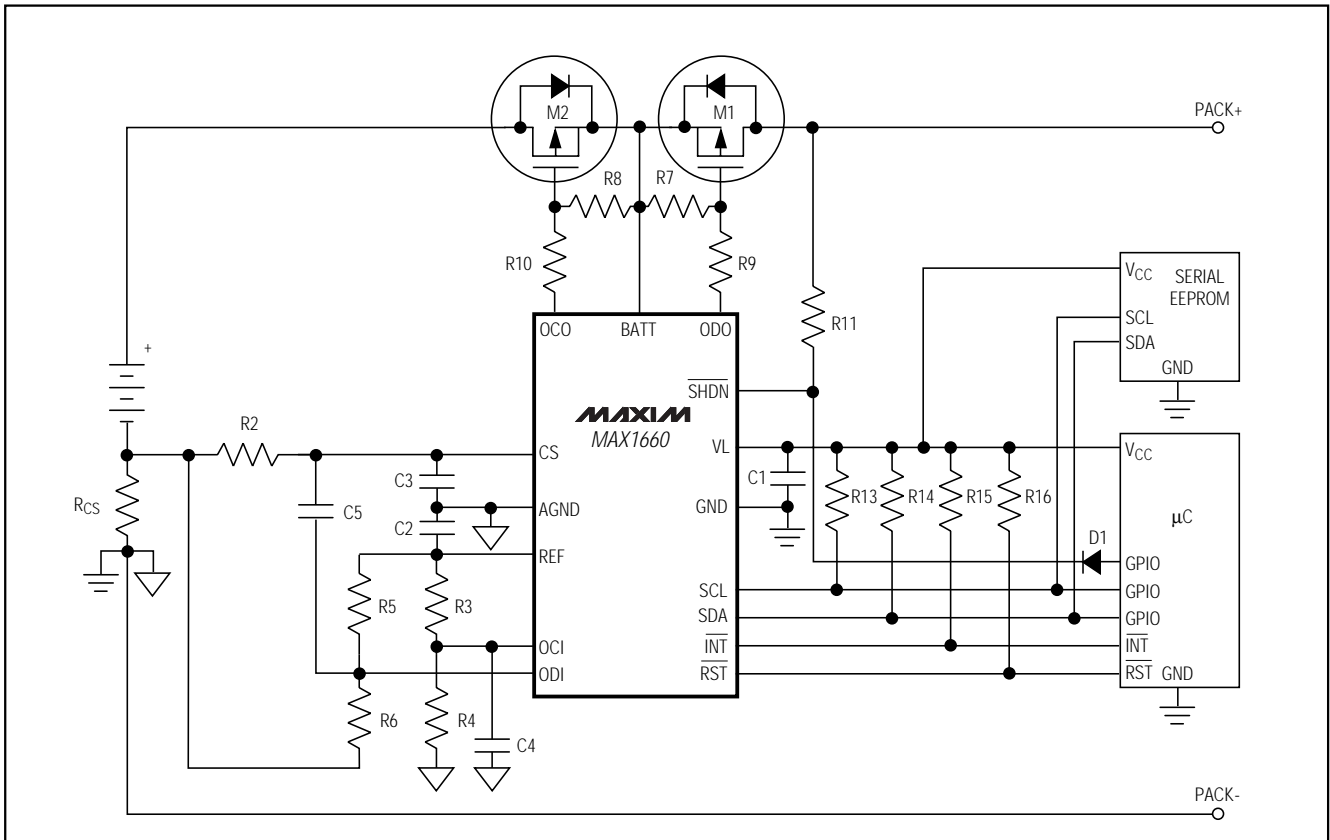 M2
M1
PACK+
R8
R7
R10
R9
R11
VCC
SERIAL
EEPROM
SCL
SDA
GND
OCO
BATT
ODO
SHDN
MAXIM
MAX1660
+
R2
CS
VL
VCC
C3
C1
R13
R14
R15
R16
RCS
C5
AGND
GND
C2
µC
REF
D1
GPIO
R5
R3
SCL
GPIO
SDA
GPIO
OCI
INT
INT
ODI
RST
RST
GND
R6
R4
C4
PACK-